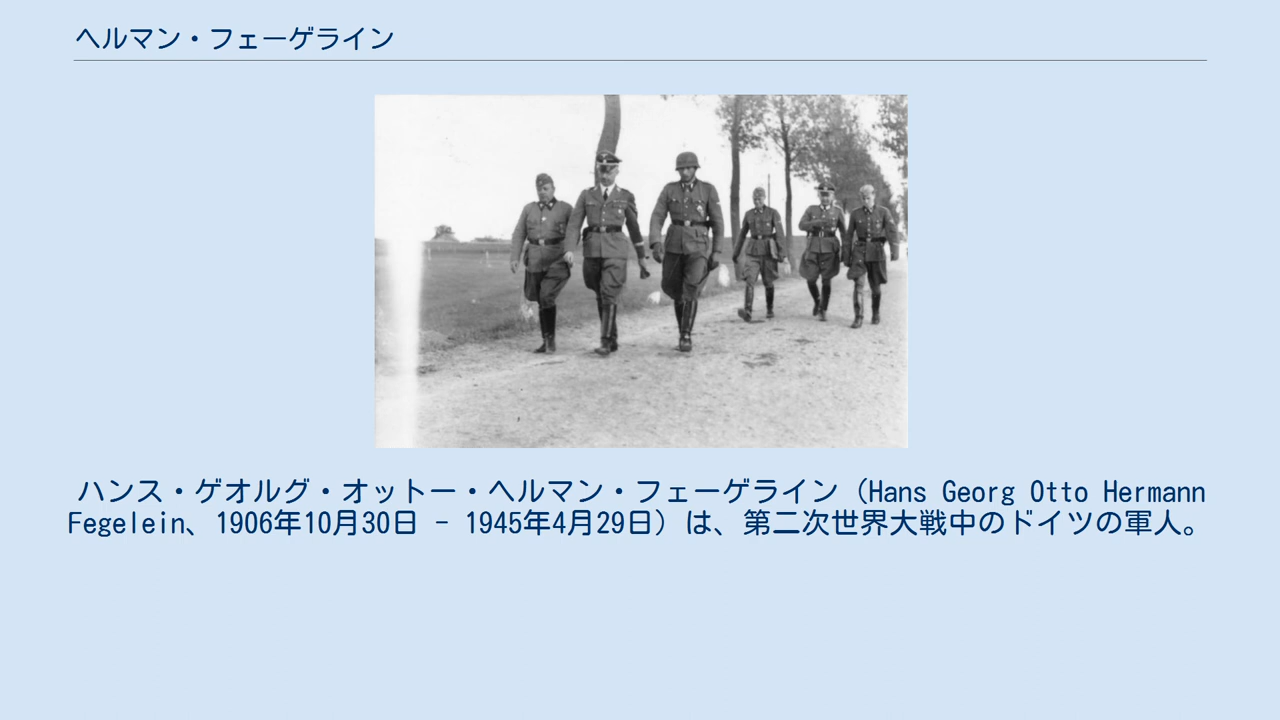 ヘルマン・フェーゲライン
ハンス・ゲオルグ・オットー・ヘルマン・フェーゲライン（Hans Georg Otto Hermann
Fegelein、1906年10月30日 - 1945年4月29日）は、第二次世界大戦中のドイツの軍人。